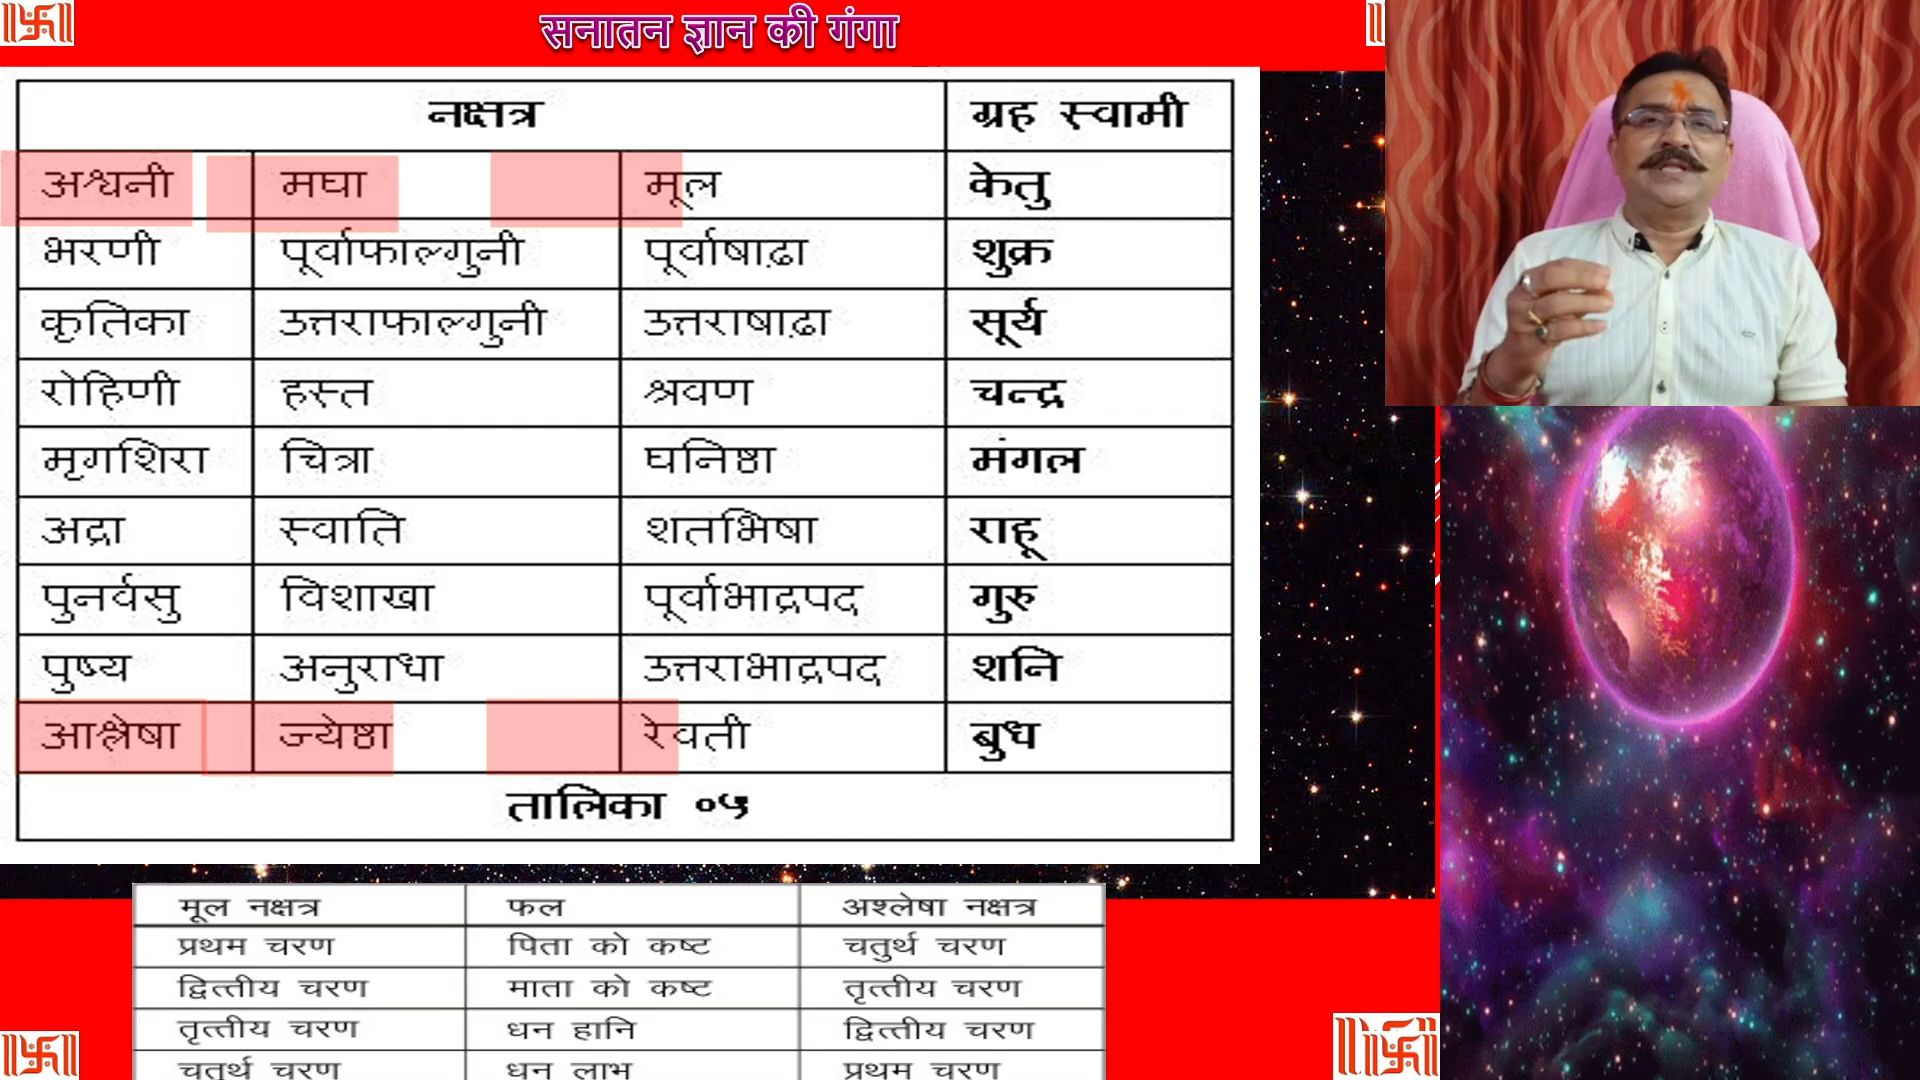 सनातन ज्ञान की गंगा
नक्षत्र ग्रह स्वामी
अश्वनी मघा मूल केतु
भरणी पूर्वाफाल्गुनी पूर्वाषाढ़ा शुक्र
कृतिका उत्तराफाल्गुनी उत्तराषाढ़ा सूर्य
रोहिणी हस्त श्रवण चन्द्र
मृगशिरा चित्रा घनिष्ठा मंगल
अद्रा स्वाति शतभिषा राहू
पुनर्वसु विशाखा पूर्वाभाद्रपद गुरु
पुष्य अनुराधा उत्तराभाद्रपद शनि
आश्लेषा ज्येष्ठा रेवती बुध
तालिका ०५
मूल नक्षत्र फल अश्लेषा नक्षत्र
प्रथम चरण पिता को कष्ट चतुर्थ चरण
द्वित्तीय चरण माता को कष्ट तृत्तीय चरण
तृत्तीय चरण धन हानि द्वित्तीय चरण
चतुर्थ चरण धन लाभ प्रथम चरण